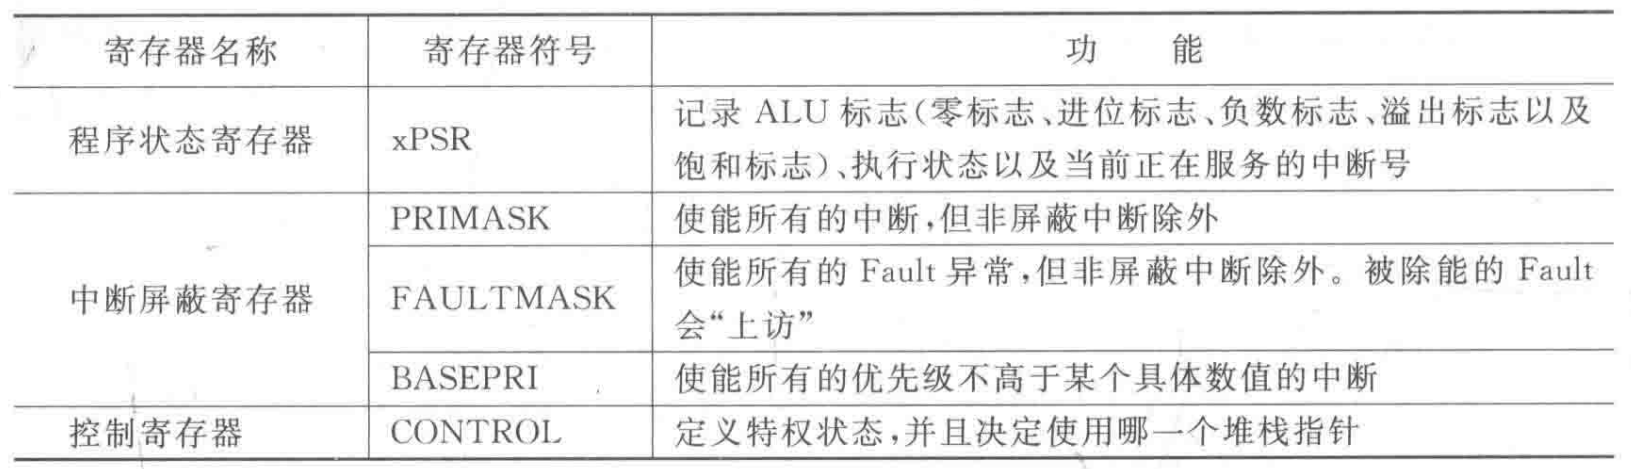 寄存器名称 寄存器符号 功 能
程序状态寄存器 xPSR 记录 ALU 标志(零标志、进位标志、负数标志、溢出标志以及
饱和标志)、执行状态以及当前正在服务的中断号
中断屏蔽寄存器 PRIMASK 使能所有的中断,但非屏蔽中断除外
FAULTMASK 使能所有的 Fault 异常,但非屏蔽中断除外。被除能的 Fault
会“上访”
BASEPRI 使能所有的优先级不高于某个具体数值的中断
控制寄存器 CONTROL 定义特权状态,并且决定使用哪一个堆栈指针